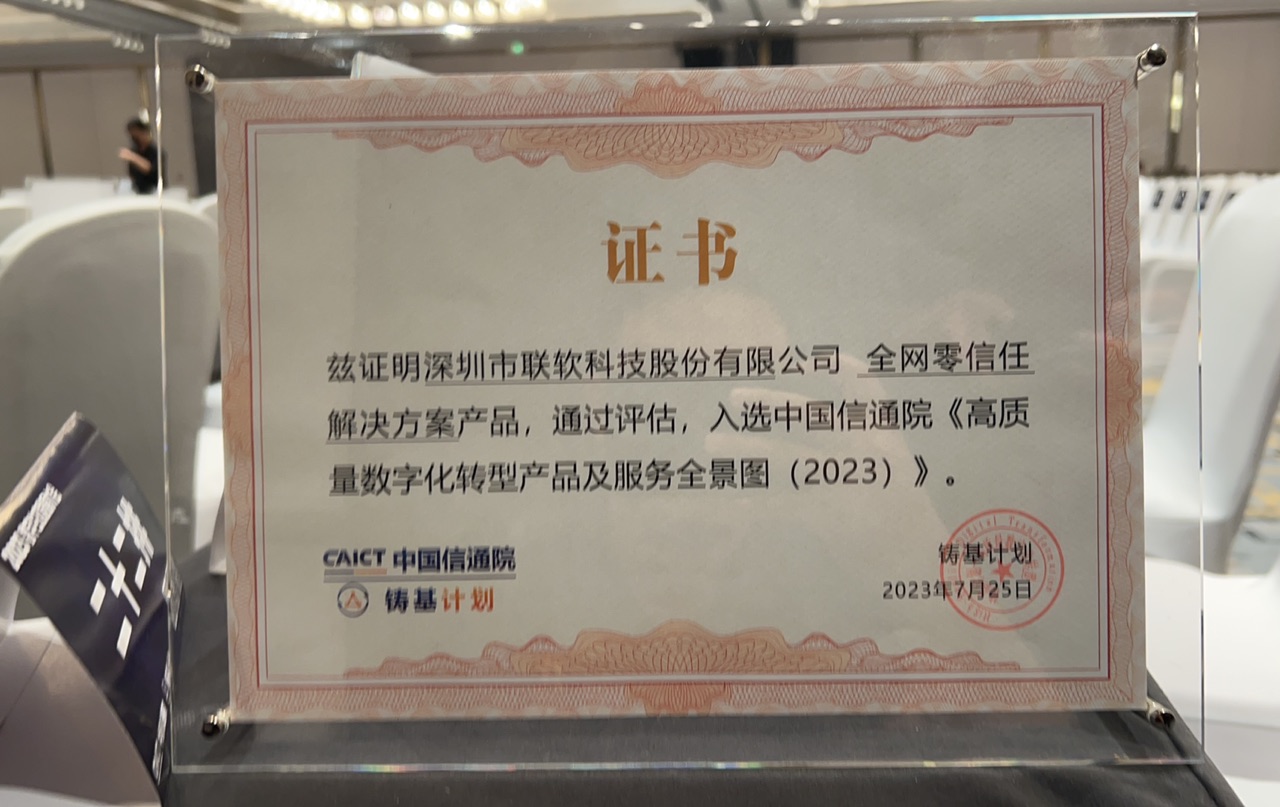 证书
兹证明深圳市联软科技股份有限公司 全网零信任
解决方案产品，通过评估，入选中国信通院《高质
量数字化转型产品及服务全景图（2023）》。
CAICT 中国信通院
铸基计划
铸基计划
2023年7月25日